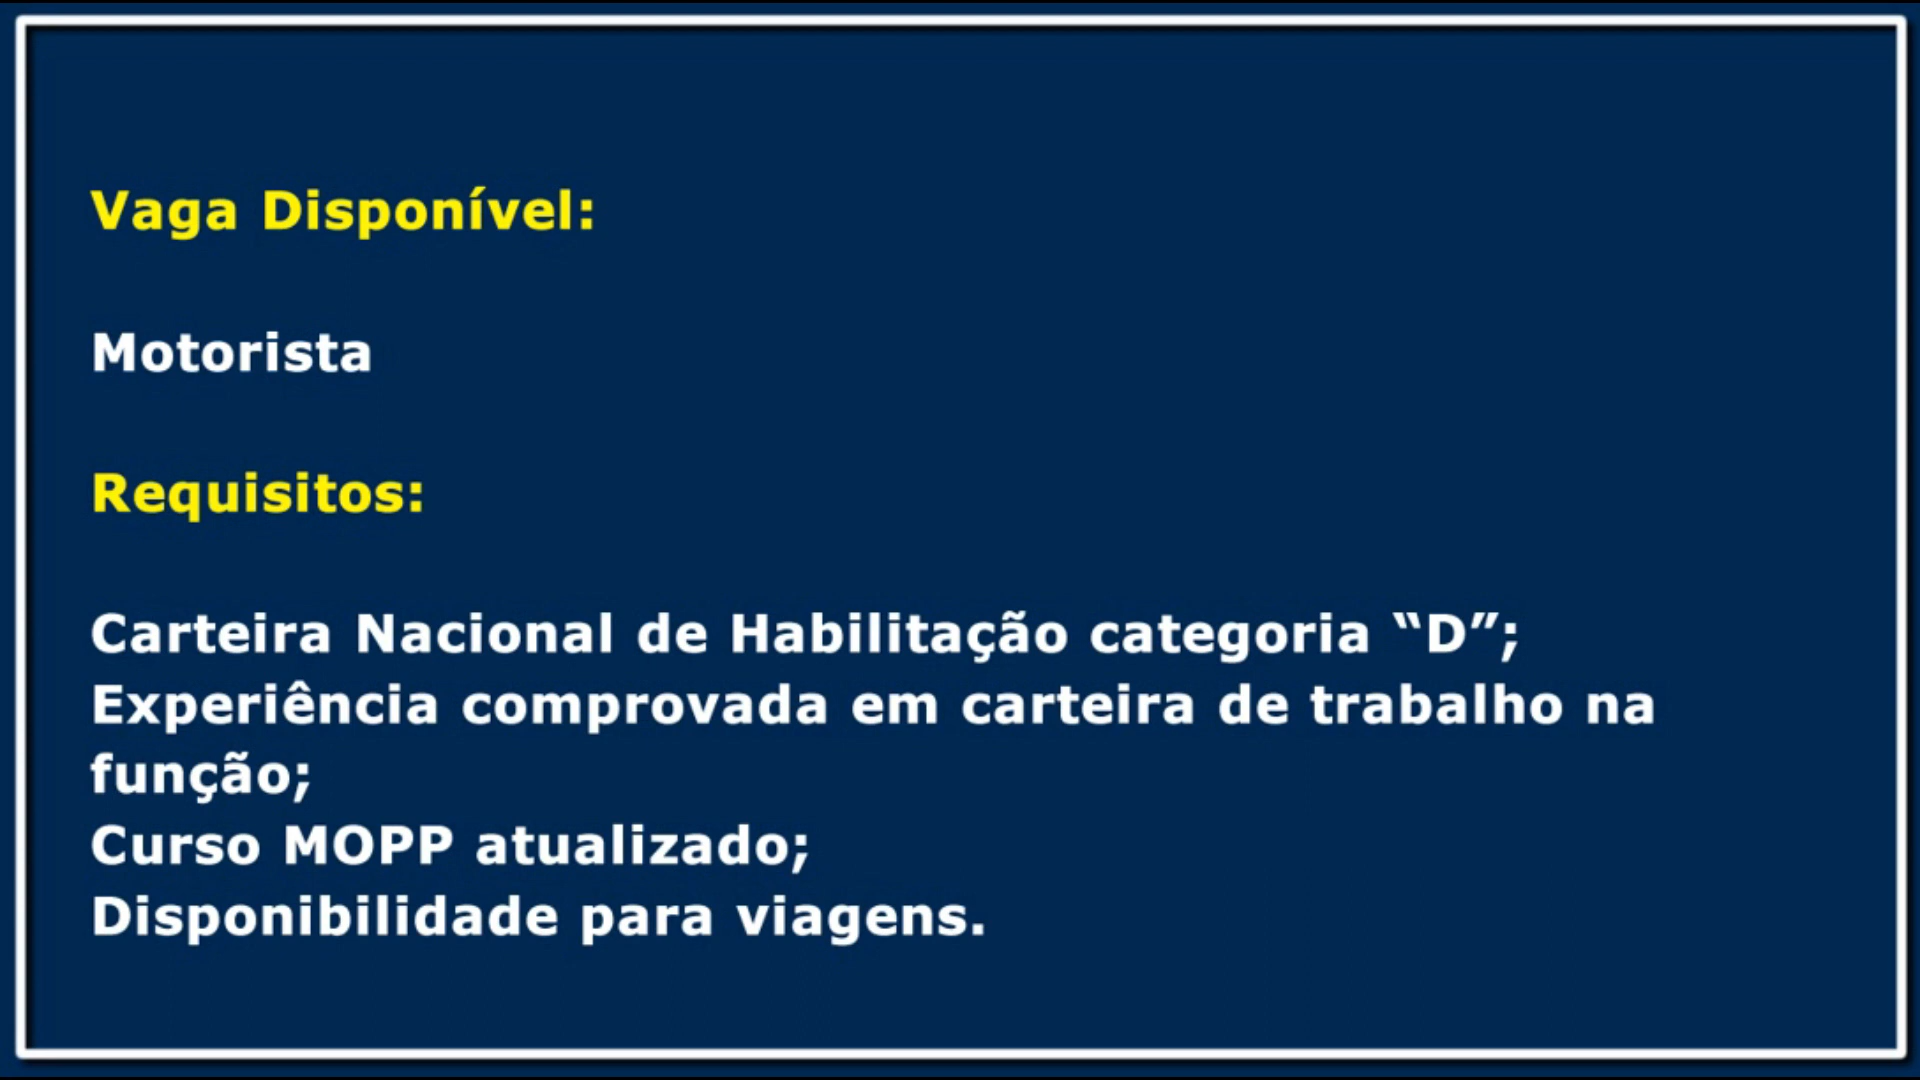 Vaga Disponível:
Motorista
Requisitos:
Carteira Nacional de Habilitação categoria “D”;
Experiência comprovada em carteira de trabalho na
função;
Curso MOPP atualizado;
Disponibilidade para viagens.